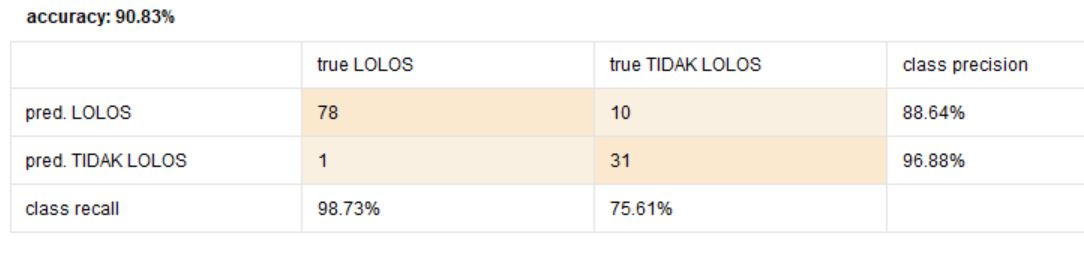 accuracy: 90.83%
true LOLOS true TIDAK LOLOS class precision
pred. LOLOS 78 10 88.64%
pred. TIDAK LOLOS 1 31 96.88%
class recall 98.73% 75.61%